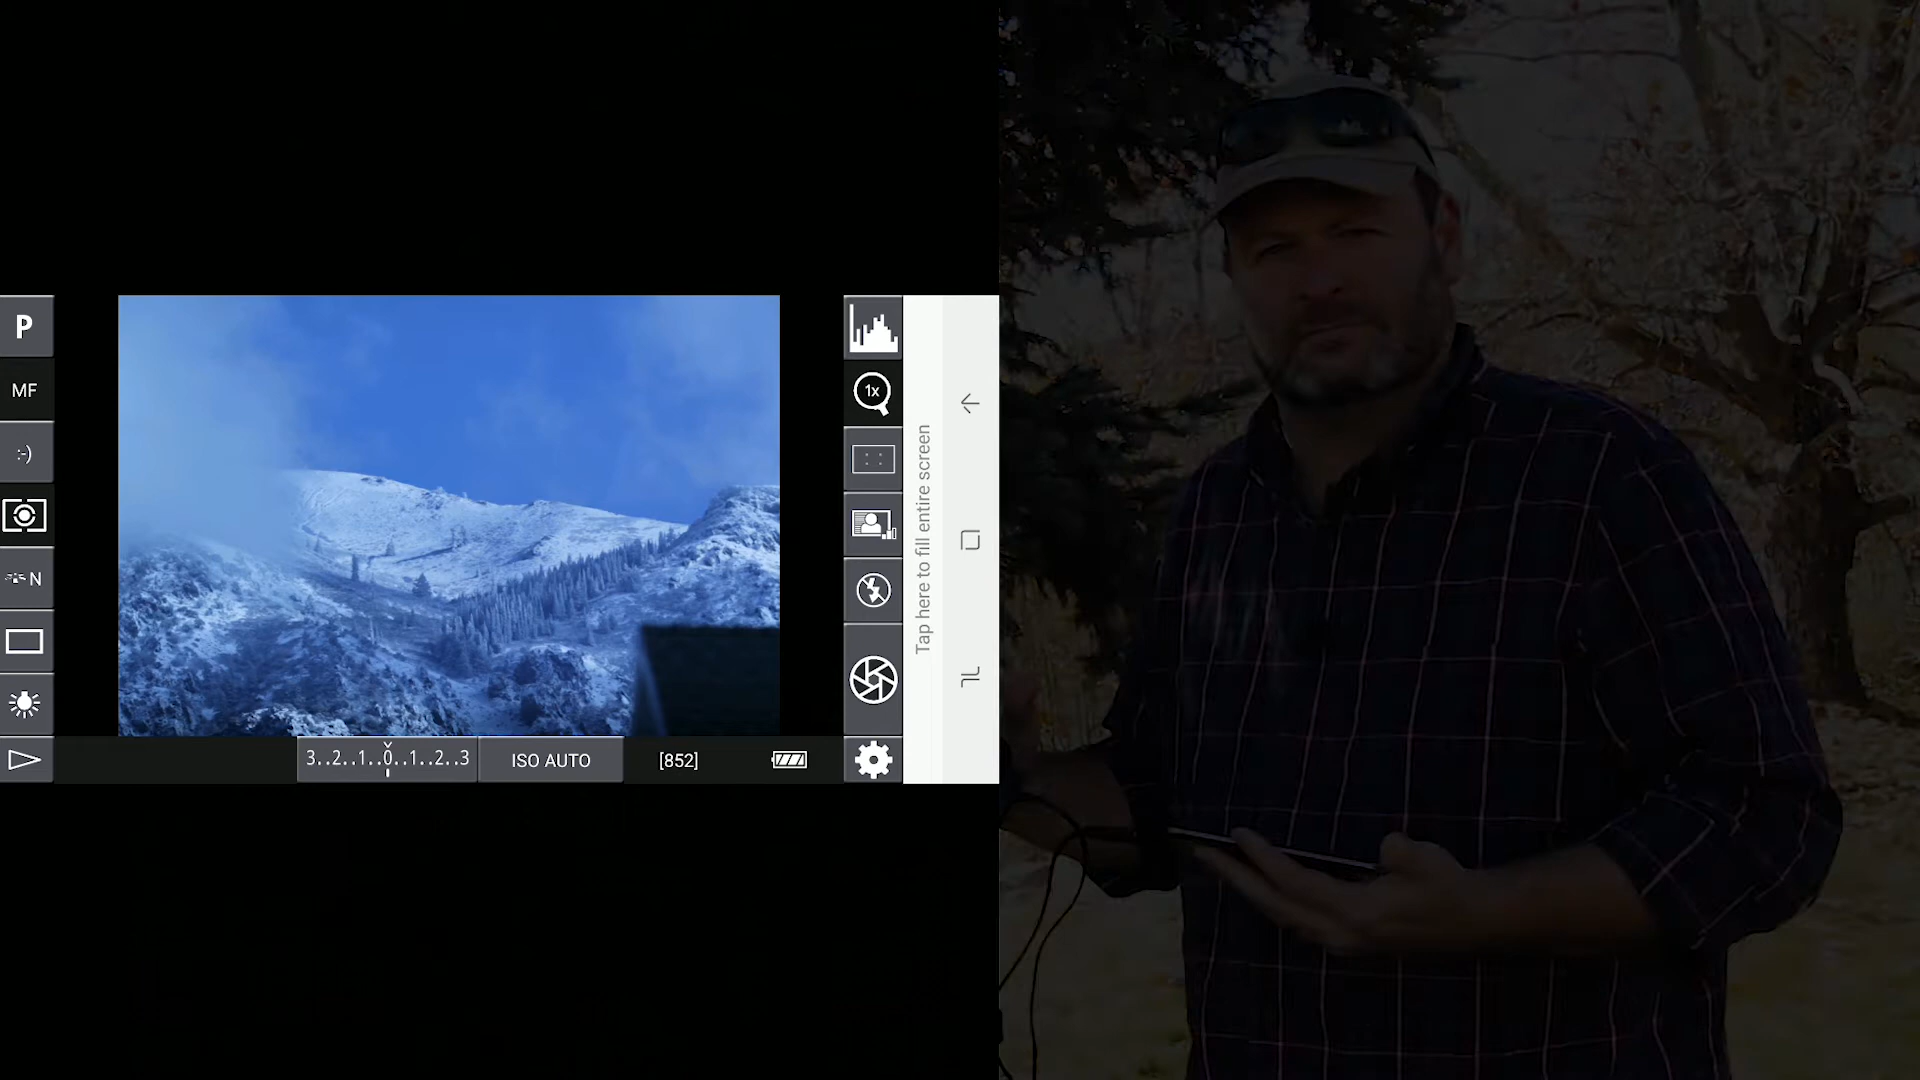 P
MF
:-)
N
3..2..1..0..1..2..3
ISO AUTO
[852]
1x
Tap here to fill entire screen